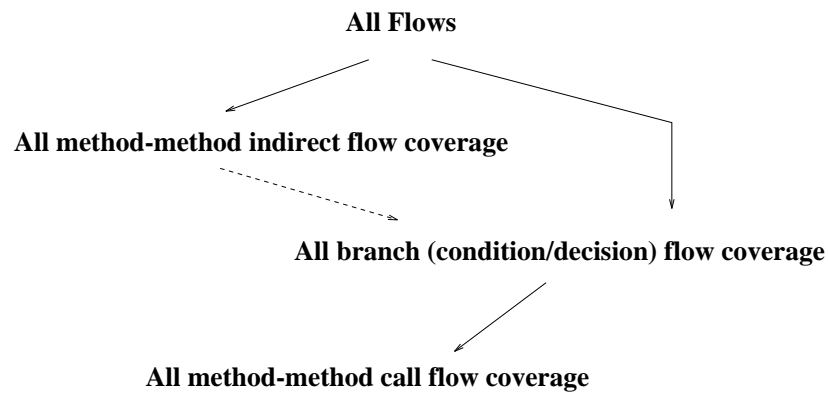 All Flows
All method-method indirect flow coverage
All branch (condition/decision) flow coverage
All method-method call flow coverage